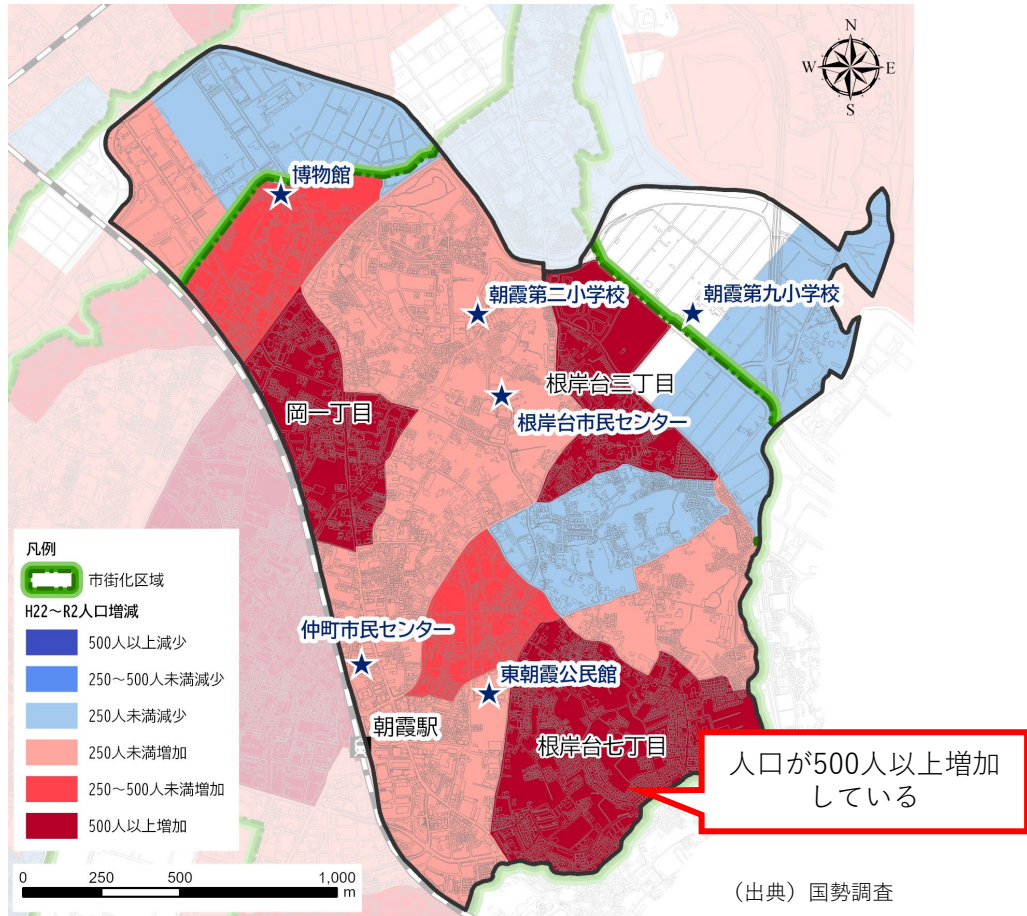 N
W E
S
博物館
朝霞第二小学校
朝霞第九小学校
根岸台三丁目
岡一丁目
根岸台市民センター
凡例
市街化区域
H22～R2人口増減
500人以上減少
250～500人未満減少
250人未満減少
250人未満増加
250～500人未満増加
500人以上増加
仲町市民センター
東朝霞公民館
朝霞駅
根岸台七丁目
人口が500人以上増加
している
0 250 500 1,000
m
（出典）国勢調査